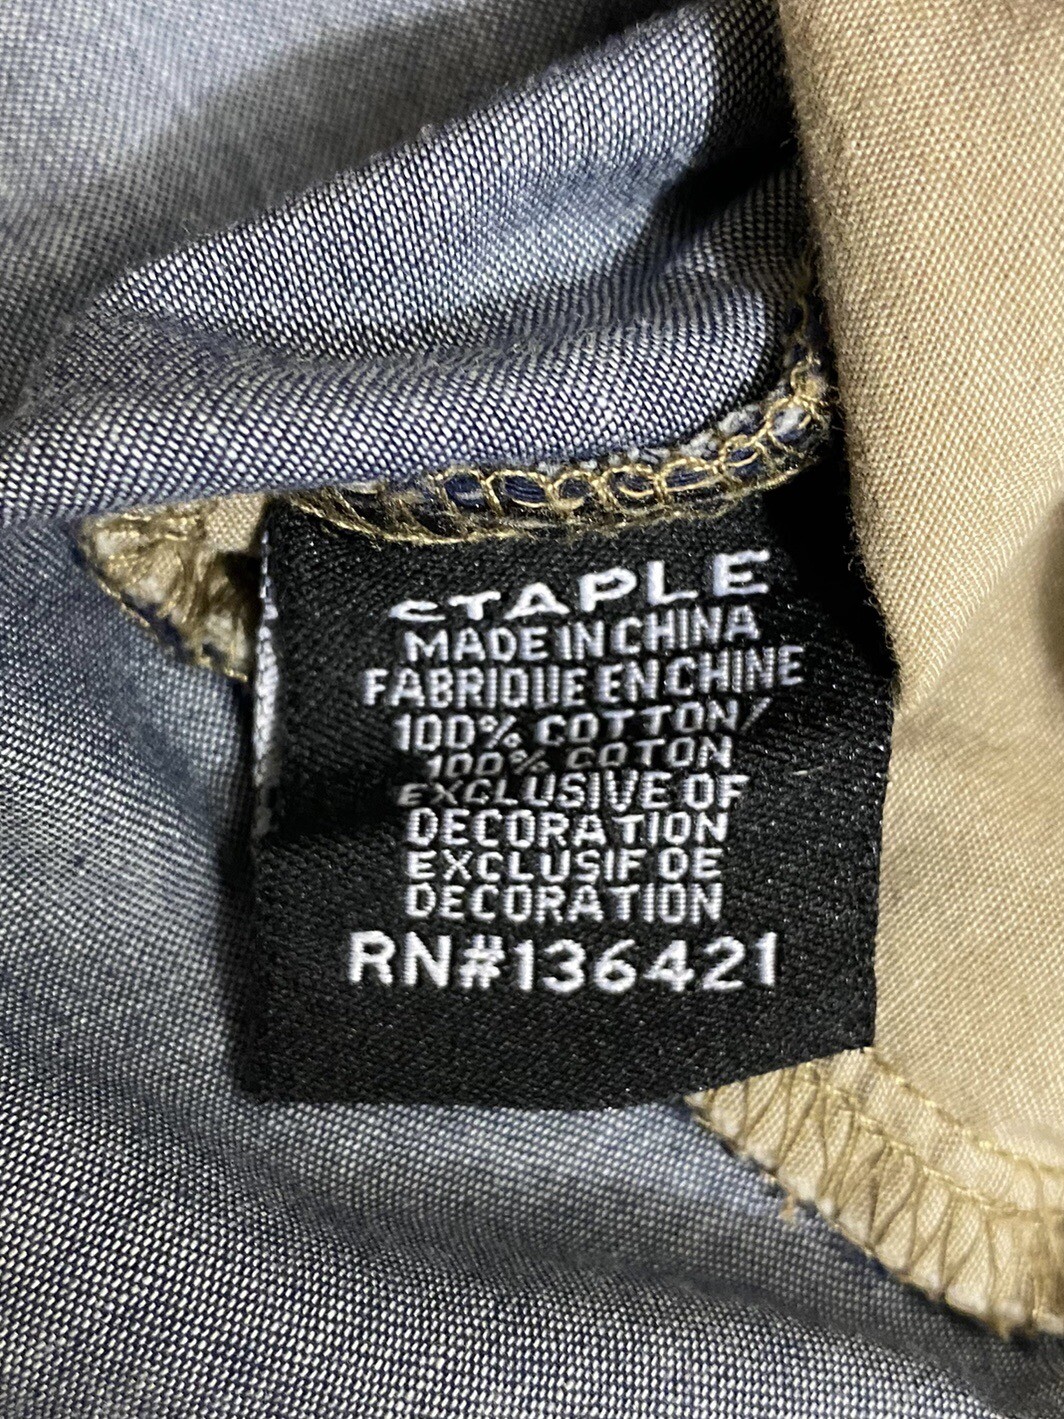 STAPLE
MADE IN CHINA
FABRIQUE EN CHINE
100% COTTON/
100% COTON
EXCLUSIVE OF
DECORATION
EXCLUSIF DE
DECORATION
RN#136421